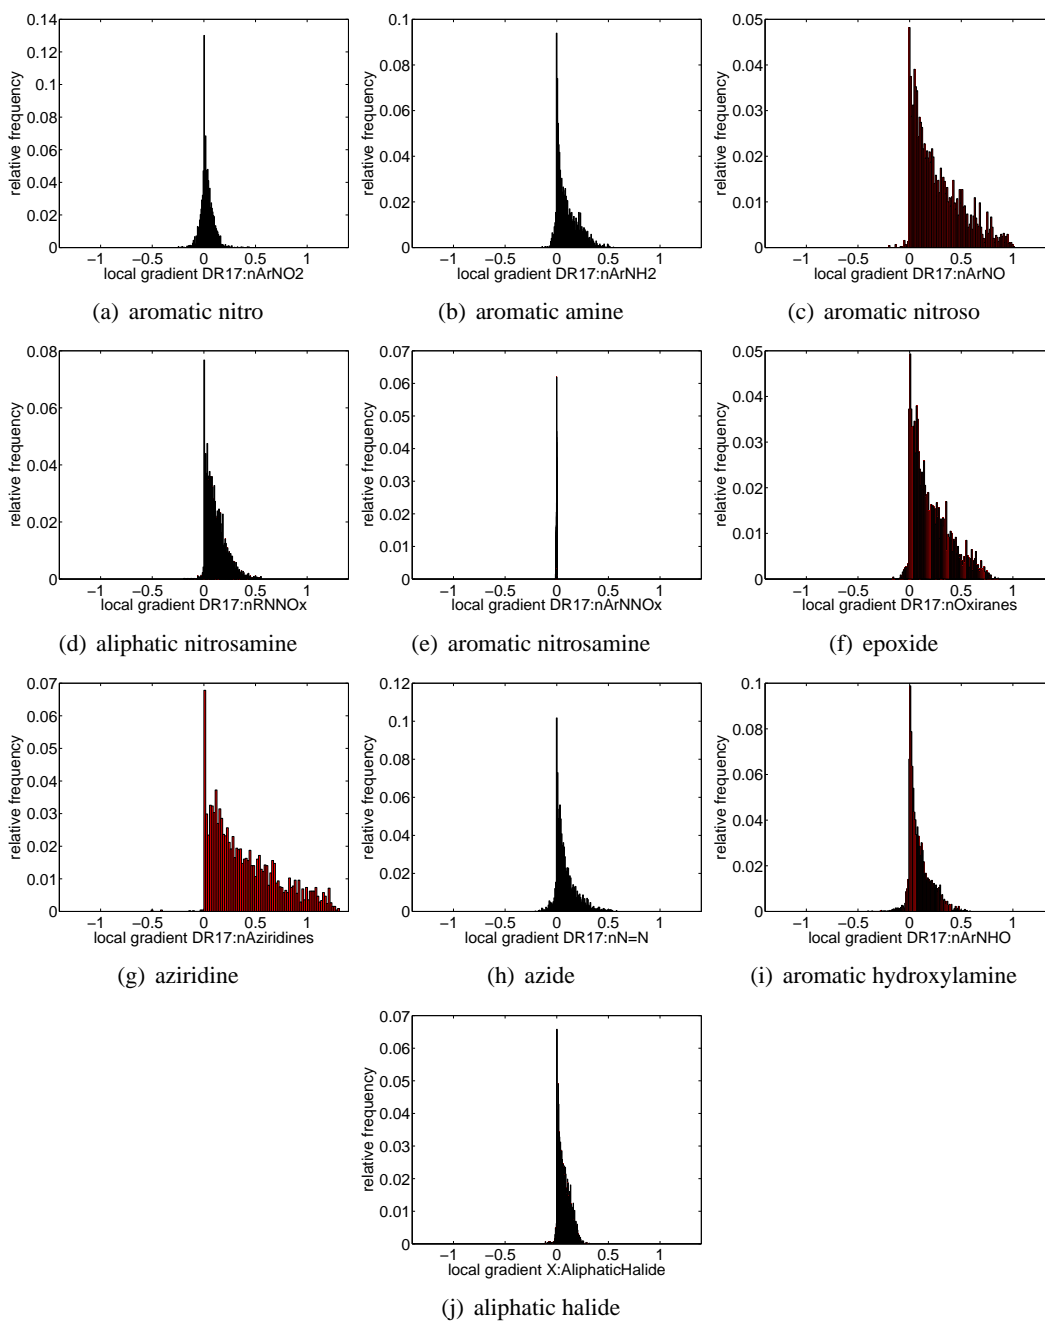 0.14
0.12
0.1
0.08
0.06
0.04
0.02
0
−1 −0.5 0 0.5 1
relative frequency
local gradient DR17:nArNO2
(a) aromatic nitro
0.1
0.08
0.06
0.04
0.02
0
−1 −0.5 0 0.5 1
relative frequency
local gradient DR17:nArNH2
(b) aromatic amine
0.05
0.04
0.03
0.02
0.01
0
−1 −0.5 0 0.5 1
relative frequency
local gradient DR17:nArNO
(c) aromatic nitroso
0.08
0.06
0.04
0.02
0
−1 −0.5 0 0.5 1
relative frequency
local gradient DR17:nRNNOx
(d) aliphatic nitrosamine
0.07
0.06
0.05
0.04
0.03
0.02
0.01
0
−1 −0.5 0 0.5 1
relative frequency
local gradient DR17:nArNNOx
(e) aromatic nitrosamine
0.05
0.04
0.03
0.02
0.01
0
−1 −0.5 0 0.5 1
relative frequency
local gradient DR17:nOxiranes
(f) epoxide
0.07
0.06
0.05
0.04
0.03
0.02
0.01
0
−1 −0.5 0 0.5 1
relative frequency
local gradient DR17:nAziridines
(g) aziridine
0.12
0.1
0.08
0.06
0.04
0.02
0
−1 −0.5 0 0.5 1
relative frequency
local gradient DR17:nN=N
(h) azide
0.1
0.08
0.06
0.04
0.02
0
−1 −0.5 0 0.5 1
relative frequency
local gradient DR17:nArNHO
(i) aromatic hydroxylamine
0.07
0.06
0.05
0.04
0.03
0.02
0.01
0
−1 −0.5 0 0.5 1
relative frequency
local gradient X:AliphaticHalide
(j) aliphatic halide